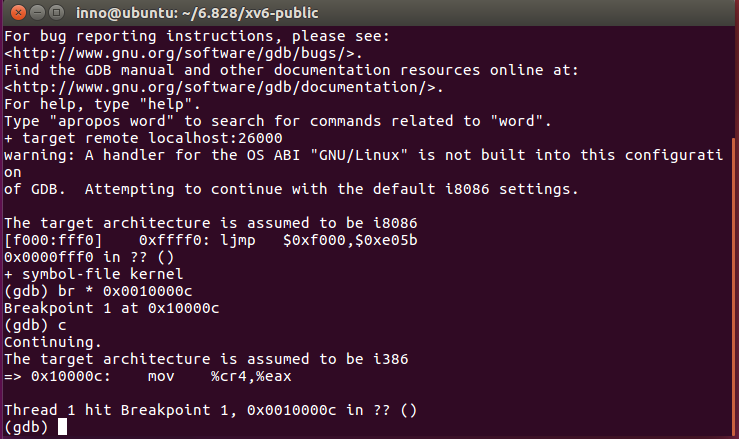 inno@ubuntu: ~/6.828/xv6-public
For bug reporting instructions, please see:
<http://www.gnu.org/software/gdb/bugs/>.
Find the GDB manual and other documentation resources online at:
<http://www.gnu.org/software/gdb/documentation/>.
For help, type "help".
Type "apropos word" to search for commands related to "word".
+ target remote localhost:26000
warning: A handler for the OS ABI "GNU/Linux" is not built into this configurati
on
of GDB.  Attempting to continue with the default i8086 settings.

The target architecture is assumed to be i8086
[f000:fff0]    0xffff0: ljmp   $0xf000,$0xe05b
0x0000fff0 in ?? ()
+ symbol-file kernel
(gdb) br * 0x0010000c
Breakpoint 1 at 0x10000c
(gdb) c
Continuing.
The target architecture is assumed to be i386
=> 0x10000c:    mov    %cr4,%eax

Thread 1 hit Breakpoint 1, 0x0010000c in ?? ()
(gdb)